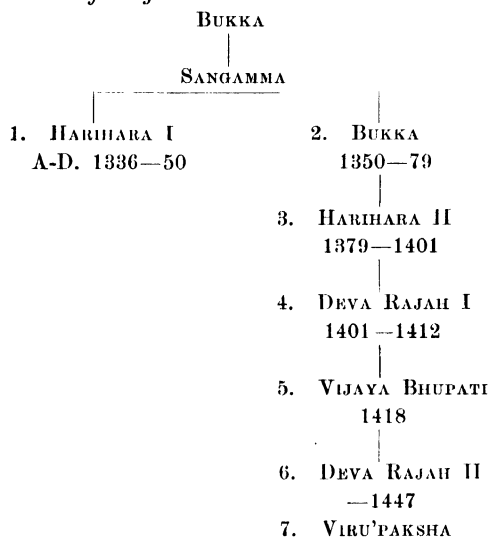 BUKKA
SANGAMMA
1. HARIHARA I
A-D. 1336—50
2. BUKKA
1350—79
3. HARIHARA II
1379—1401
4. DEVA RAJAH I
1401—1412
5. VIJAYA BHUPATI
1418
6. DEVA RAJAH II
—1447
7. VIRU'PAKSHA